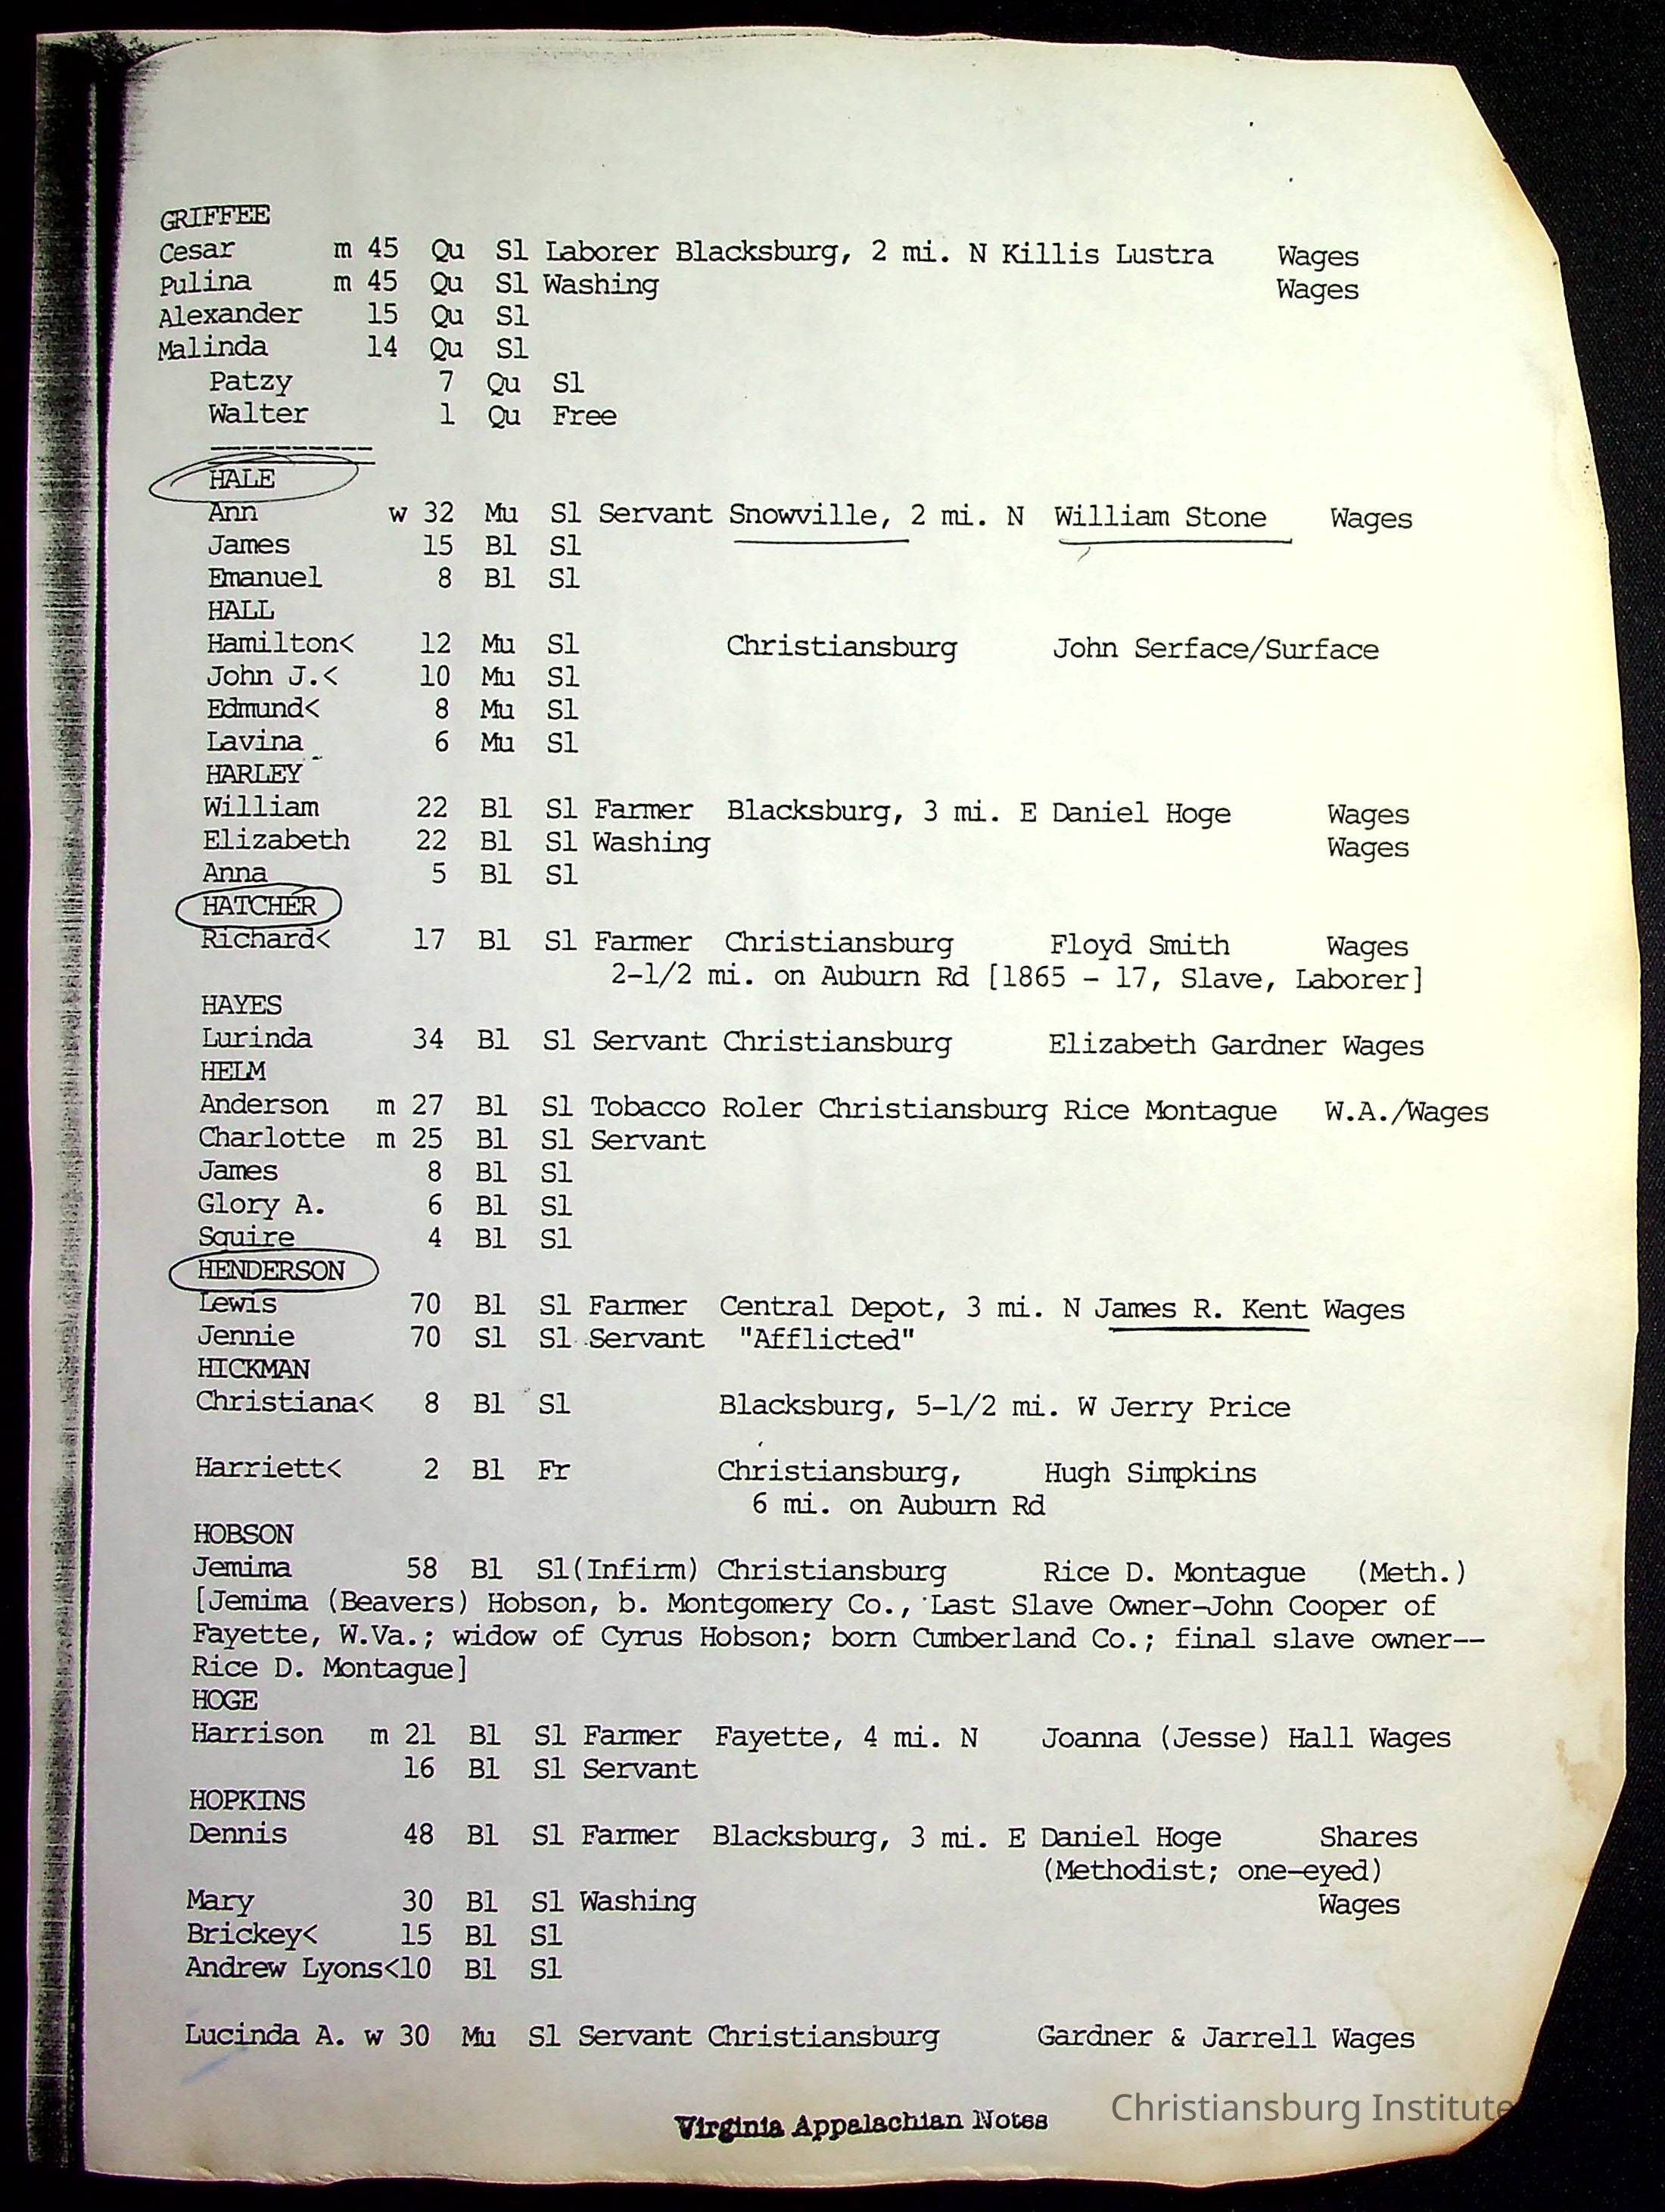 GRIFFEE
Cesar m 45 Qu Sl Laborer Blacksburg, 2 mi. N Killis Lustra Wages
Pulina m 45 Qu Sl Washing Wages
Alexander 15 Qu Sl
Malinda 14 Qu Sl
Patzy 7 Qu Sl
Walter 1 Qu Free
----------
HALE
Ann w 32 Mu Sl Servant Snowville, 2 mi. N William Stone Wages
James 15 Bl Sl
Emanuel 8 Bl Sl
HALL
Hamilton< 12 Mu Sl Christiansburg John Serface/Surface
John J.< 10 Mu Sl
Edmund< 8 Mu Sl
Lavina 6 Mu Sl
HARLEY
William 22 Bl Sl Farmer Blacksburg, 3 mi. E Daniel Hoge Wages
Elizabeth 22 Bl Sl Washing Wages
Anna 5 Bl Sl
HATCHER
Richard< 17 Bl Sl Farmer Christiansburg Floyd Smith Wages
2-1/2 mi. on Auburn Rd [1865 - 17, Slave, Laborer]
HAYES
Lurinda 34 Bl Sl Servant Christiansburg Elizabeth Gardner Wages
HELM
Anderson m 27 Bl Sl Tobacco Roler Christiansburg Rice Montague W.A./Wages
Charlotte m 25 Bl Sl Servant
James 8 Bl Sl
Glory A. 6 Bl Sl
Squire 4 Bl Sl
HENDERSON
Lewis 70 Bl Sl Farmer Central Depot, 3 mi. N James R. Kent Wages
Jennie 70 Sl Sl Servant "Afflicted"
HICKMAN
Christiana< 8 Bl Sl Blacksburg, 5-1/2 mi. W Jerry Price
Harriett< 2 Bl Fr Christiansburg, Hugh Simpkins
6 mi. on Auburn Rd
HOBSON
Jemima 58 Bl Sl(Infirm) Christiansburg Rice D. Montague (Meth.)
[Jemima (Beavers) Hobson, b. Montgomery Co., Last Slave Owner-John Cooper of
Fayette, W.Va.; widow of Cyrus Hobson; born Cumberland Co.; final slave owner--
Rice D. Montague]
HOGE
Harrison m 21 Bl Sl Farmer Fayette, 4 mi. N Joanna (Jesse) Hall Wages
16 Bl Sl Servant
HOPKINS
Dennis 48 Bl Sl Farmer Blacksburg, 3 mi. E Daniel Hoge Shares
(Methodist; one-eyed)
Mary 30 Bl Sl Washing Wages
Brickey< 15 Bl Sl
Andrew Lyons<10 Bl Sl
Lucinda A. w 30 Mu Sl Servant Christiansburg Gardner & Jarrell Wages
Virginia Appalachian Notes
Christiansburg Institute